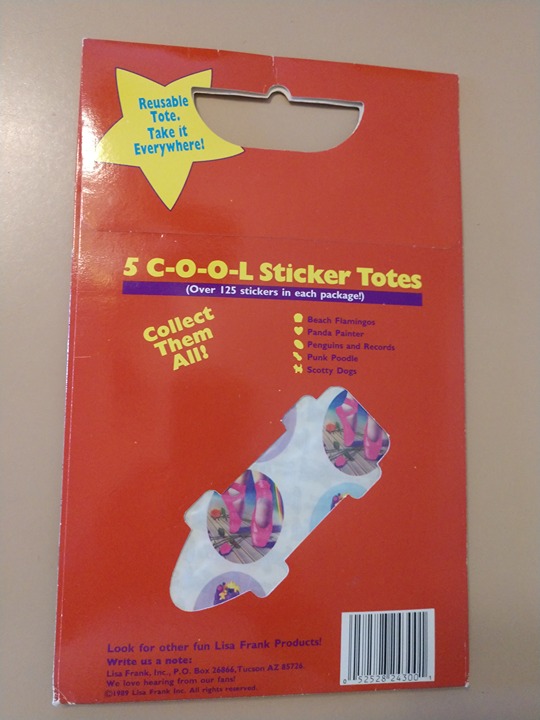 Reusable
Tote.
Take it
Everywhere!
5 C-O-O-L Sticker Totes
(Over 125 stickers in each package!)
Collect
Them
All!
Beach Flamingos
Panda Painter
Penguins and Records
Punk Poodle
Scotty Dogs
Look for other fun Lisa Frank Products!
Write us a note:
Lisa Frank, Inc., P.O. Box 26866, Tucson AZ 85726.
We love hearing from our fans!
©1989 Lisa Frank Inc. All rights reserved.
0 52528 24300 1